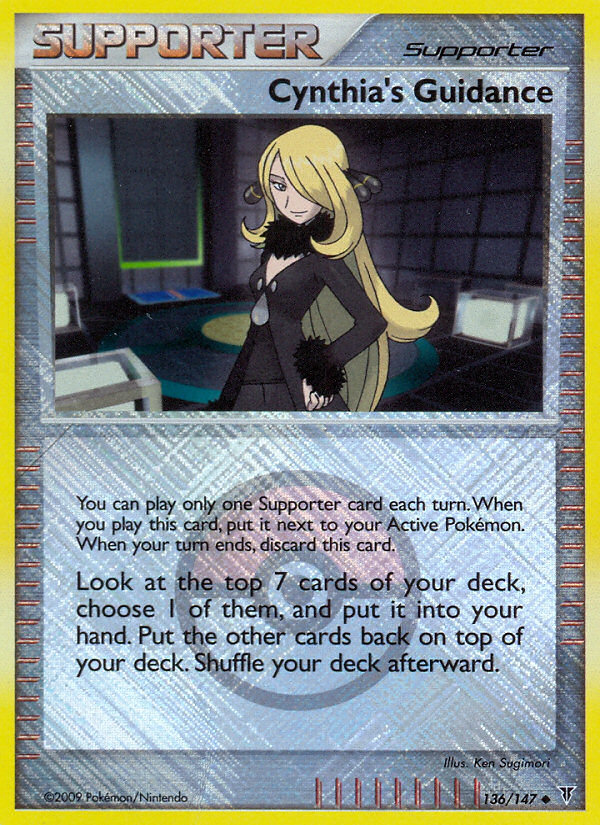 SUPPORTER
Supporter
Cynthia's Guidance
You can play only one Supporter card each turn. When
you play this card, put it next to your Active Pokémon.
When your turn ends, discard this card.
Look at the top 7 cards of your deck,
choose 1 of them, and put it into your
hand. Put the other cards back on top of
your deck. Shuffle your deck afterward.
Illus. Ken Sugimori
©2009 Pokémon/Nintendo
136/147